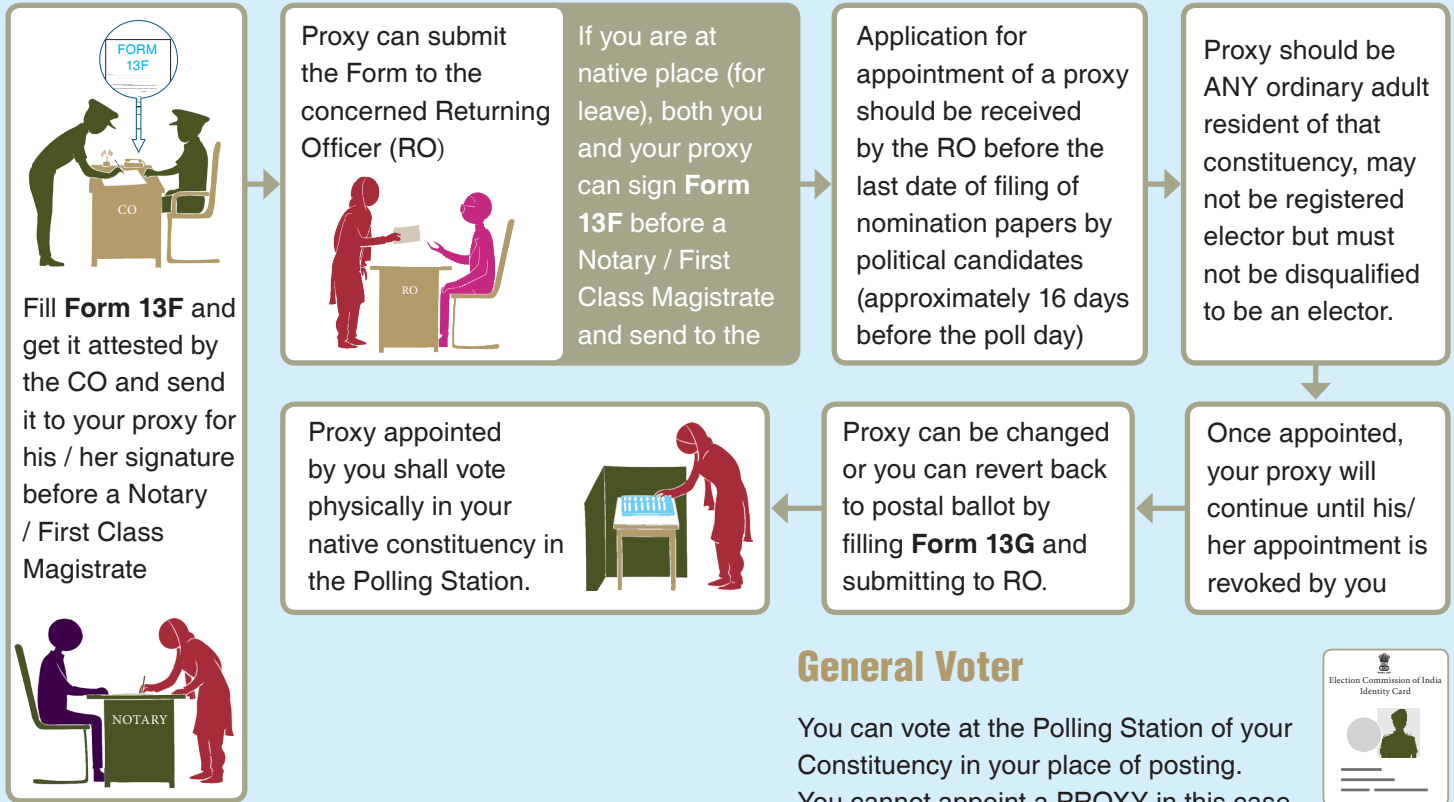 FORM
13F
CO
Fill Form 13F and
get it attested by
the CO and send
it to your proxy for
his / her signature
before a Notary
/ First Class
Magistrate
NOTARY
Proxy can submit
the Form to the
concerned Returning
Officer (RO)
RO
If you are at
native place (for
leave), both you
and your proxy
can sign Form
13F before a
Notary / First
Class Magistrate
and send to the
Application for
appointment of a proxy
should be received
by the RO before the
last date of filing of
nomination papers by
political candidates
(approximately 16 days
before the poll day)
Proxy should be
ANY ordinary adult
resident of that
constituency, may
not be registered
elector but must
not be disqualified
to be an elector.
Once appointed,
your proxy will
continue until his/
her appointment is
revoked by you
Proxy can be changed
or you can revert back
to postal ballot by
filling Form 13G and
submitting to RO.
Proxy appointed
by you shall vote
physically in your
native constituency in
the Polling Station.
General Voter
You can vote at the Polling Station of your
Constituency in your place of posting.
You cannot appoint a PROXY in this case
Election Commission of India
Identity Card